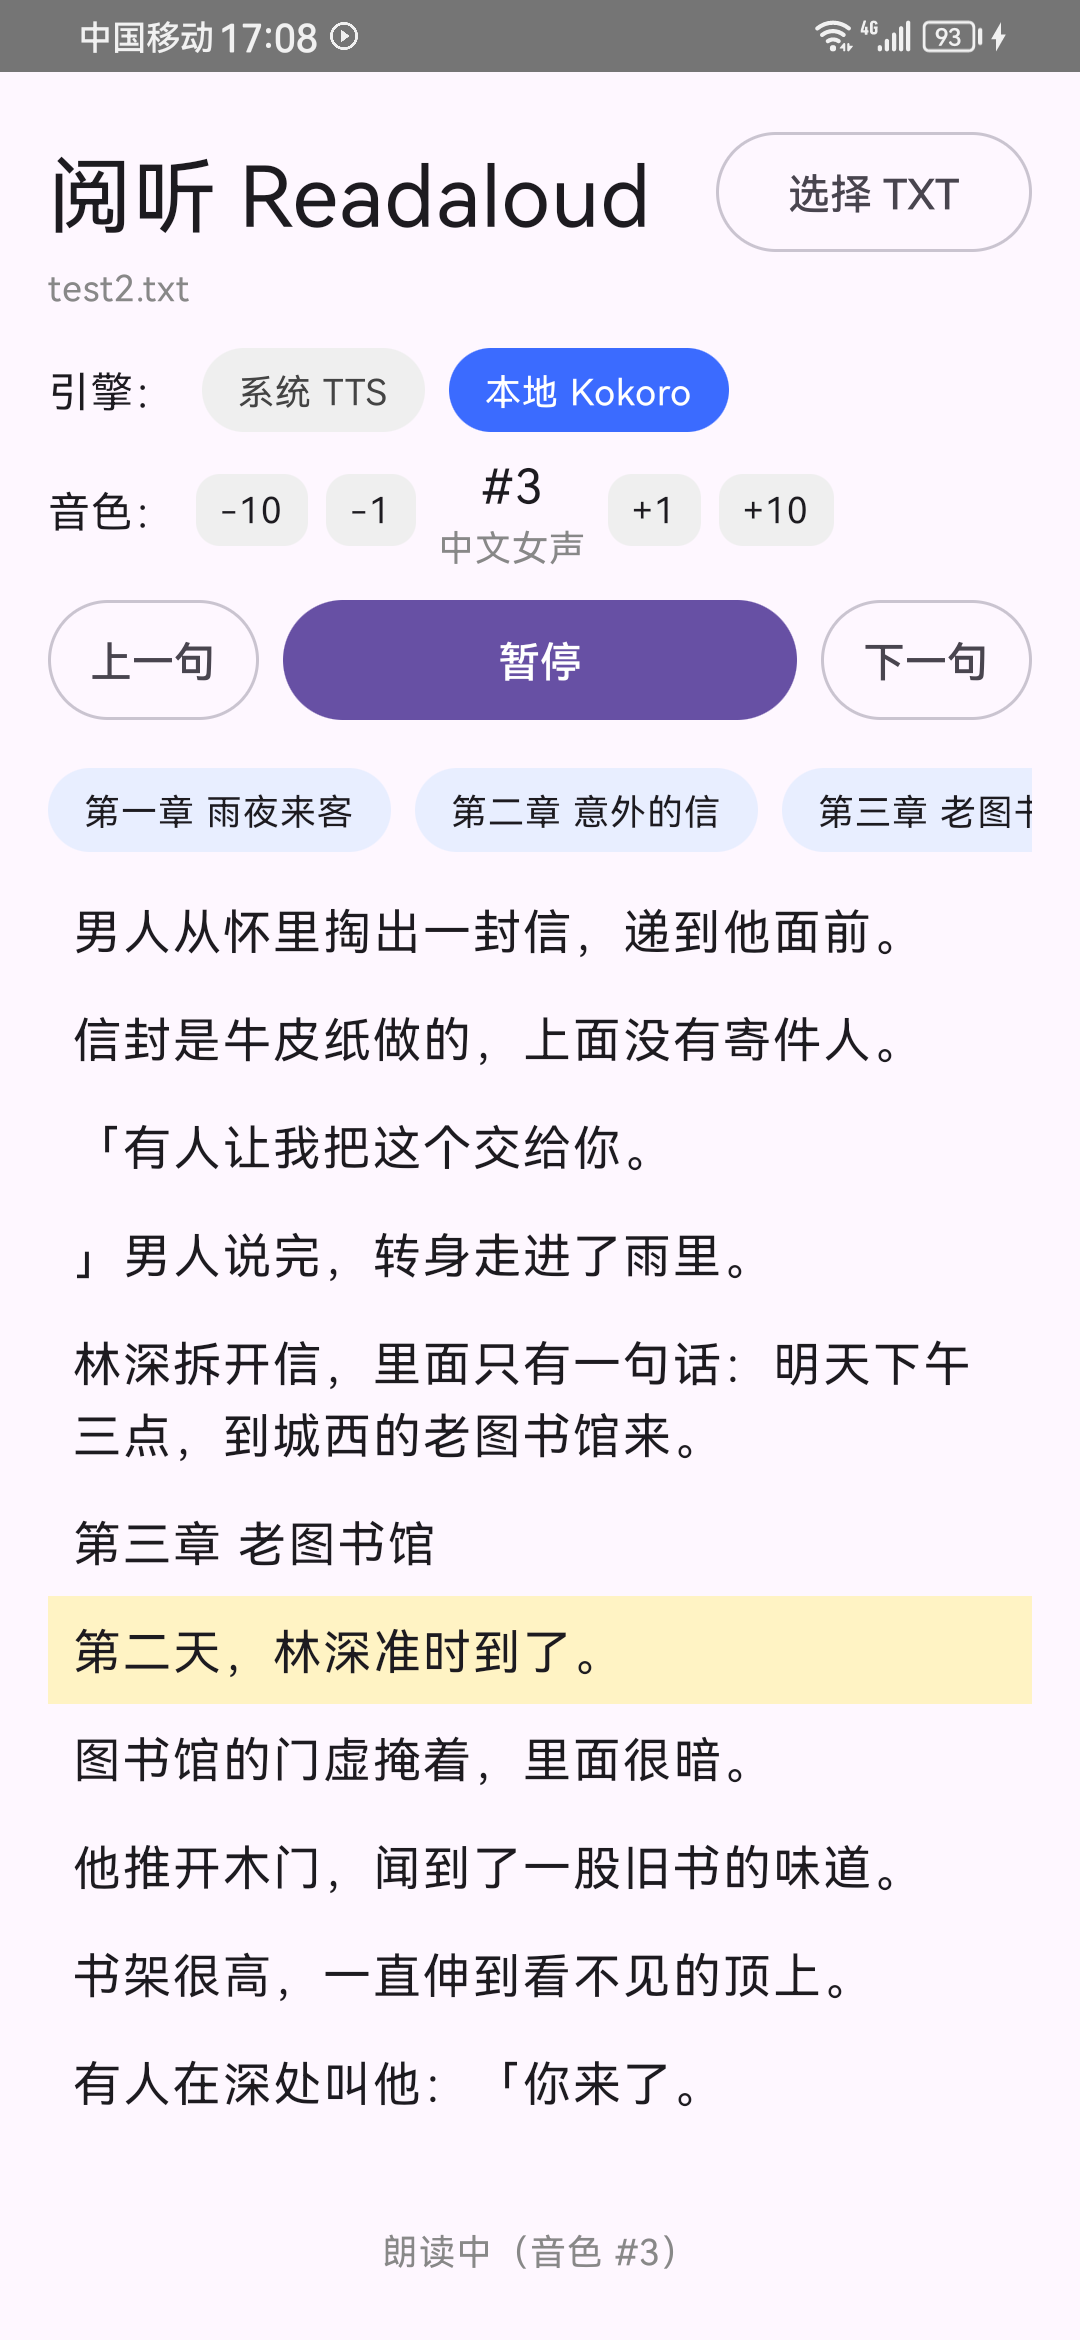 中国移动 17:08 4G 93
阅听 Readaloud 选择 TXT
test2.txt
引擎： 系统 TTS 本地 Kokoro
音色： -10 -1 #3 +1 +10
中文女声
上一句 暂停 下一句
第一章 雨夜来客 第二章 意外的信 第三章 老图书
男人从怀里掏出一封信，递到他面前。
信封是牛皮纸做的，上面没有寄件人。
「有人让我把这个交给你。
」男人说完，转身走进了雨里。
林深拆开信，里面只有一句话：明天下午
三点，到城西的老图书馆来。
第三章 老图书馆
第二天，林深准时到了。
图书馆的门虚掩着，里面很暗。
他推开木门，闻到了一股旧书的味道。
书架很高，一直伸到看不见的顶上。
有人在深处叫他：「你来了。
朗读中（音色 #3）